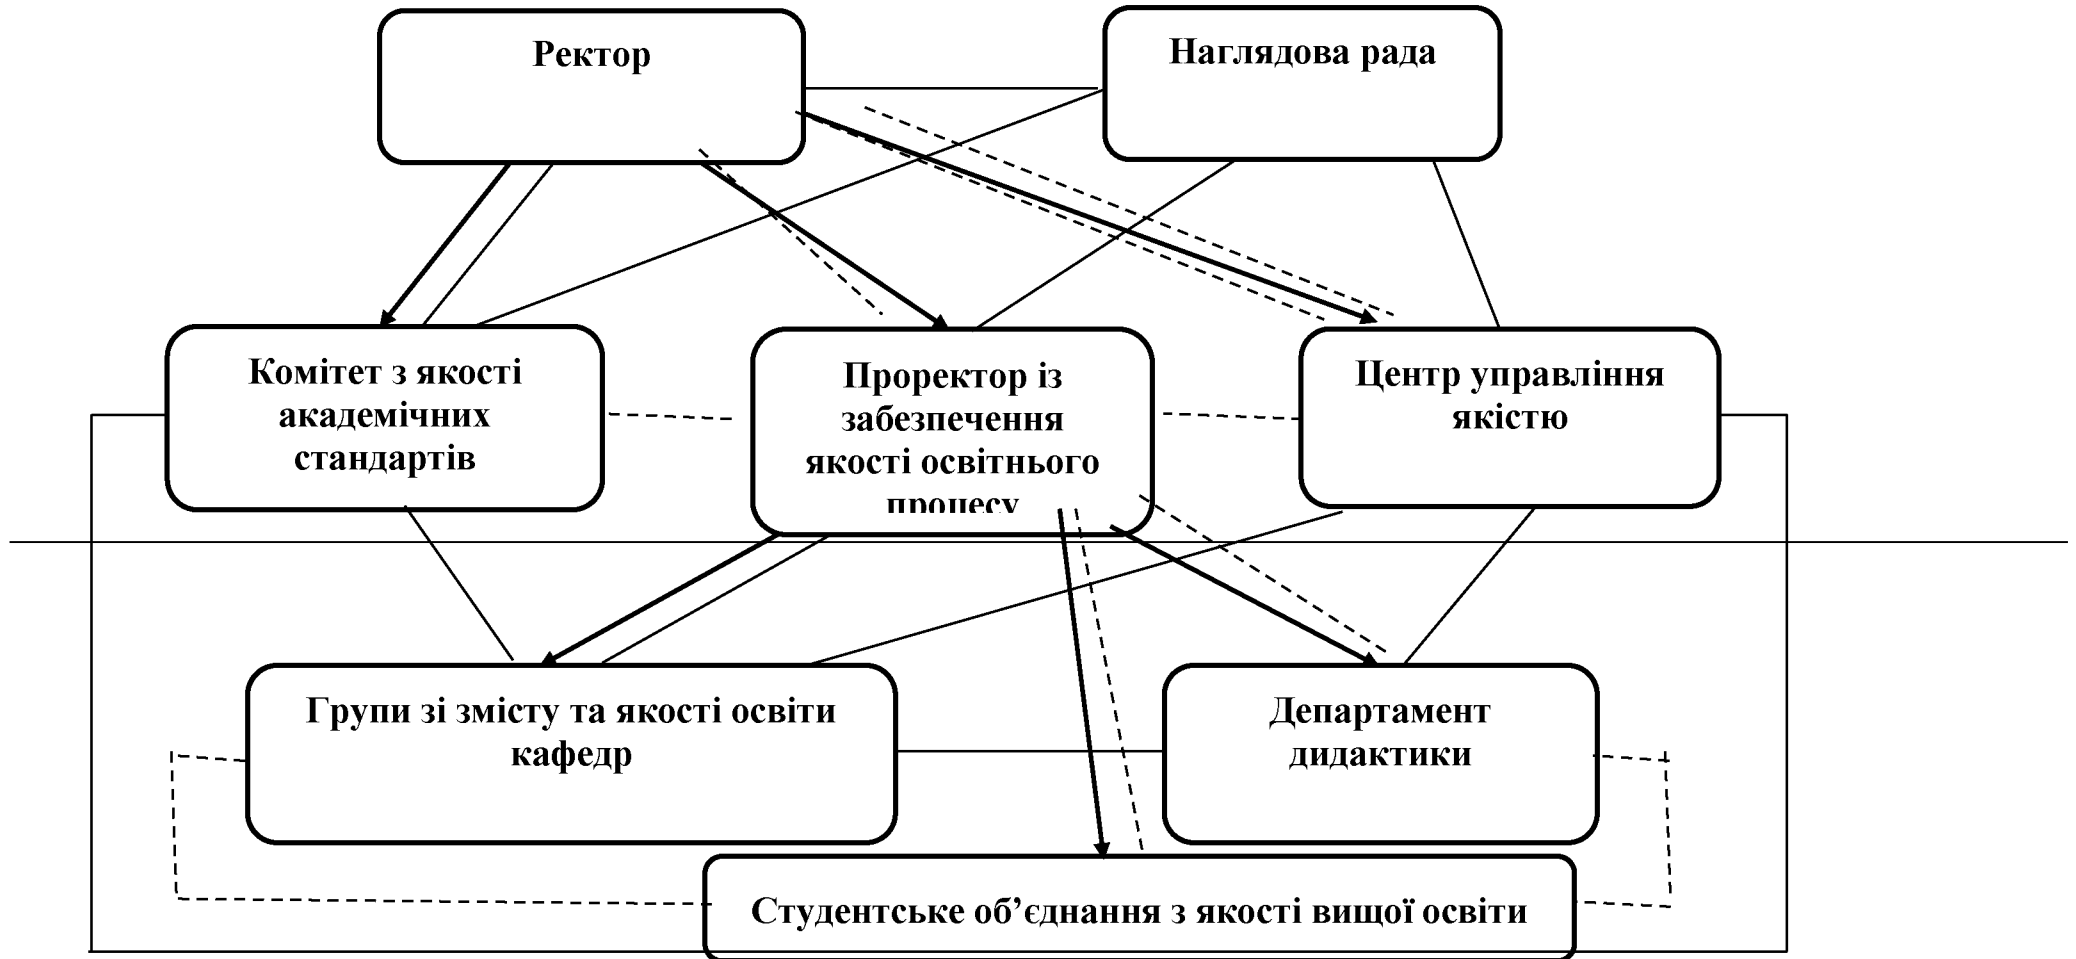 Ректор
Наглядова рада
Комітет з якості
академічних
стандартів
Проректор із
забезпечення
якості освітнього
процесу
Центр управління
якістю
Групи зі змісту та якості освіти
кафедр
Департамент
дидактики
Студентське об’єднання з якості вищої освіти